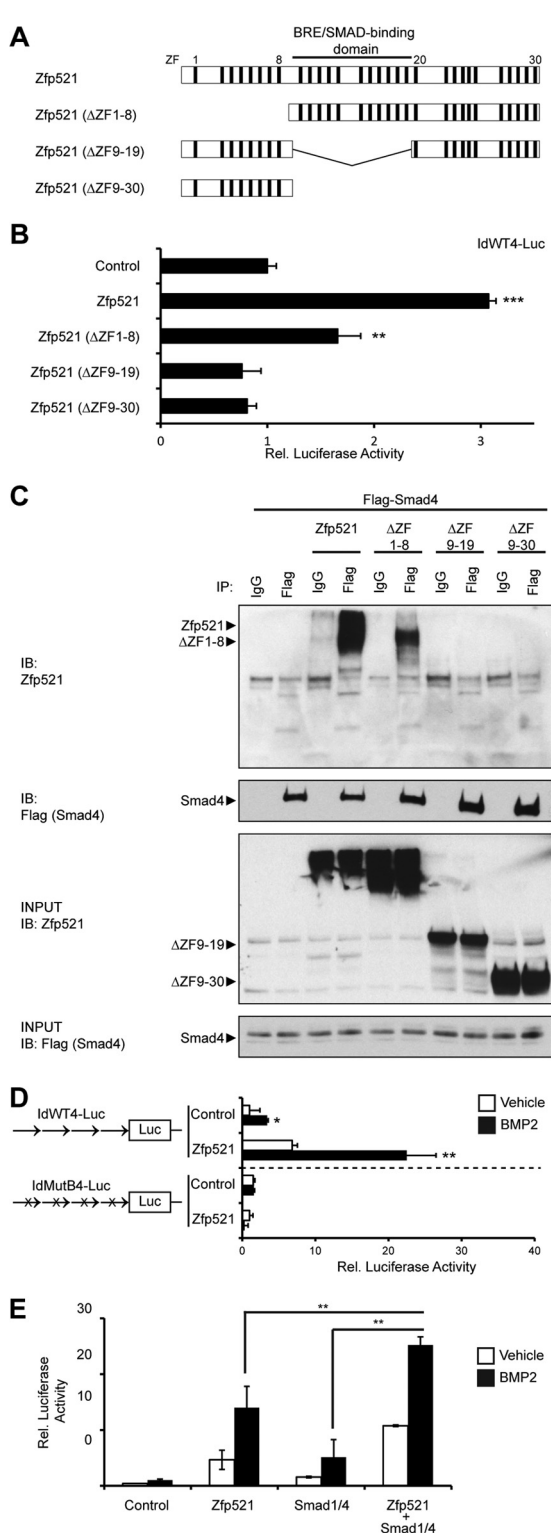 A
BRE/SMAD-binding
domain
ZF 1 8 20 30
Zfp521
Zfp521 (ΔZF1-8)
Zfp521 (ΔZF9-19)
Zfp521 (ΔZF9-30)
B
IdWT4-Luc
Control
Zfp521 ***
Zfp521 (ΔZF1-8) **
Zfp521 (ΔZF9-19)
Zfp521 (ΔZF9-30)
0 1 2 3
Rel. Luciferase Activity
C
Flag-Smad4
Zfp521 ΔZF ΔZF ΔZF
1-8 9-19 9-30
IP: IgG Flag IgG Flag IgG Flag IgG Flag IgG Flag
Zfp521
ΔZF1-8
IB:
Zfp521
IB:
Flag (Smad4)
Smad4
INPUT
IB: Zfp521
ΔZF9-19
ΔZF9-30
INPUT
IB: Flag (Smad4)
Smad4
D
Vehicle
BMP2
IdWT4-Luc
Luc
Control *
Zfp521 **
IdMutB4-Luc
X X X X Luc
Control
Zfp521
0 10 20 30 40
Rel. Luciferase Activity
E
Rel. Luciferase
Activity
30
20
10
0
**
**
Vehicle
BMP2
Control Zfp521 Smad1/4 Zfp521
+
Smad1/4